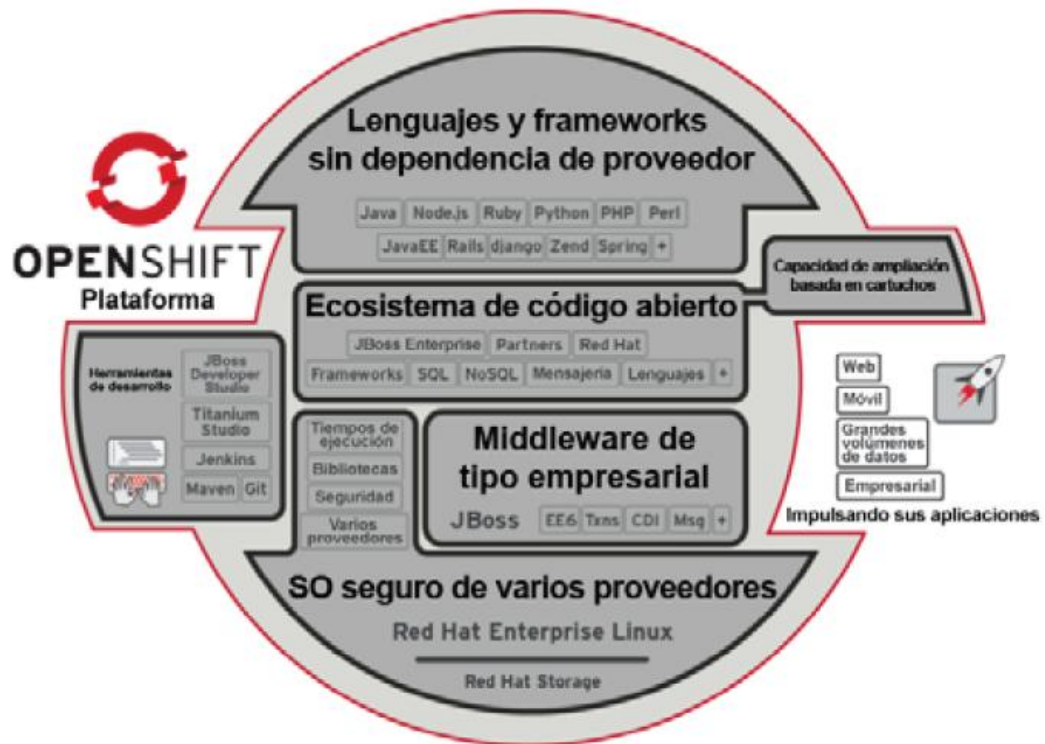 Lenguajes y frameworks
sin dependencia de proveedor
Java Node.js Ruby Python PHP Perl
JavaEE Rails django Zend Spring +
OPENSHIFT
Plataforma
Capacidad de ampliación
basada en cartuchos
Ecosistema de código abierto
JBoss Enterprise Partners Red Hat
Frameworks SQL NoSQL Mensajería Lenguajes +
Herramientas
de desarrollo
JBoss
Developer
Studio
Titanium
Studio
Jenkins
Maven Git
Tiempos de
ejecución
Bibliotecas
Seguridad
Varios
proveedores
Middleware de
tipo empresarial
JBoss EE6 Txns CDI Msq +
Web
Móvil
Grandes
volúmenes
de datos
Empresarial
Impulsando sus aplicaciones
SO seguro de varios proveedores
Red Hat Enterprise Linux
Red Hat Storage